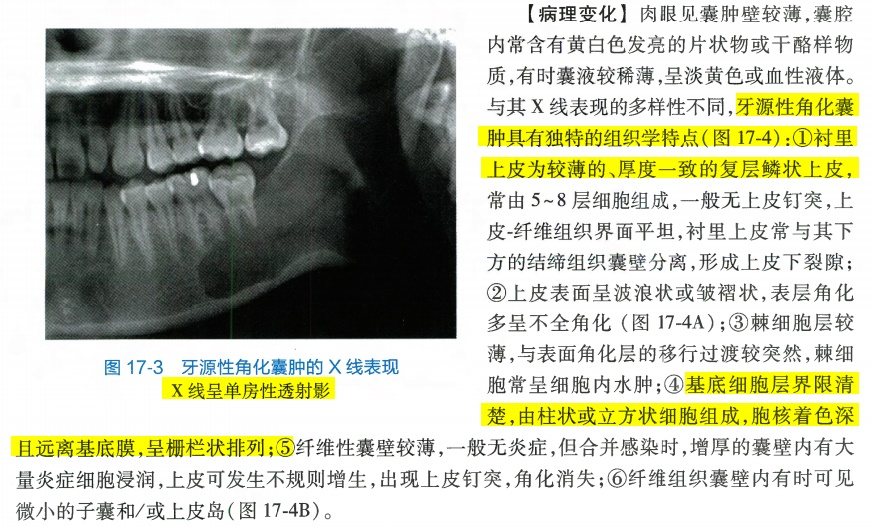 【病理变化】 肉眼见囊肿壁较薄,囊腔
内常含有黄白色发亮的片状物或干酪样物
质,有时囊液较稀薄,呈淡黄色或血性液体。
与其 X 线表现的多样性不同,牙源性角化囊
肿具有独特的组织学特点(图 17-4):①衬里
上皮为较薄的、厚度一致的复层鳞状上皮,
常由 5~8 层细胞组成,一般无上皮钉突,上
皮-纤维组织界面平坦,衬里上皮常与其下
方的结缔组织囊壁分离,形成上皮下裂隙;
②上皮表面呈波浪状或皱褶状,表层角化
多呈不全角化 (图 17-4A);③棘细胞层较
薄,与表面角化层的移行过渡较突然,棘细
胞常呈细胞内水肿;④基底细胞层界限清
楚,由柱状或立方状细胞组成,胞核着色深
且远离基底膜,呈栅栏状排列;⑤纤维性囊壁较薄,一般无炎症,但合并感染时,增厚的囊壁内有大
量炎症细胞浸润,上皮可发生不规则增生,出现上皮钉突,角化消失;⑥纤维组织囊壁内有时可见
微小的子囊和/或上皮岛(图 17-4B)。
图 17-3 牙源性角化囊肿的 X 线表现
X 线呈单房性透射影